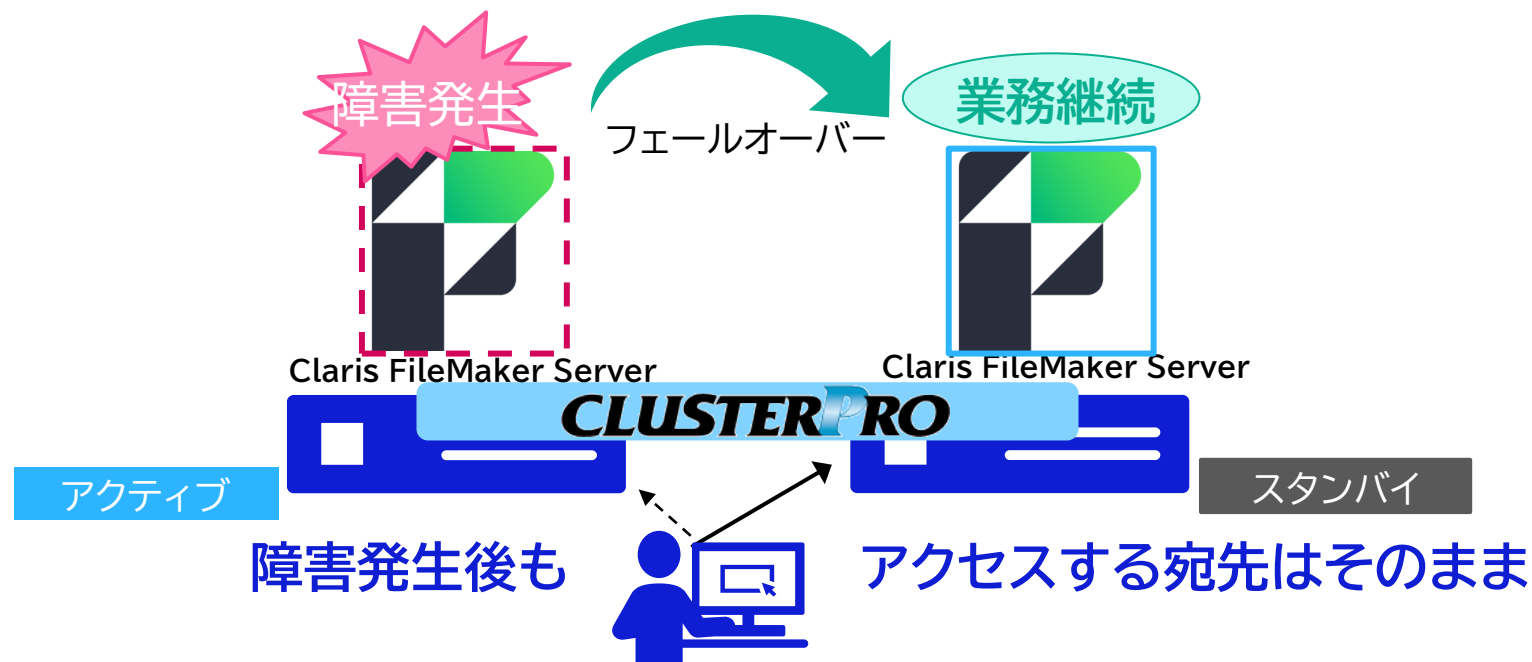 障害発生
フェールオーバー
業務継続
Claris FileMaker Server
Claris FileMaker Server
CLUSTERPRO
アクティブ
スタンバイ
障害発生後も
アクセスする宛先はそのまま